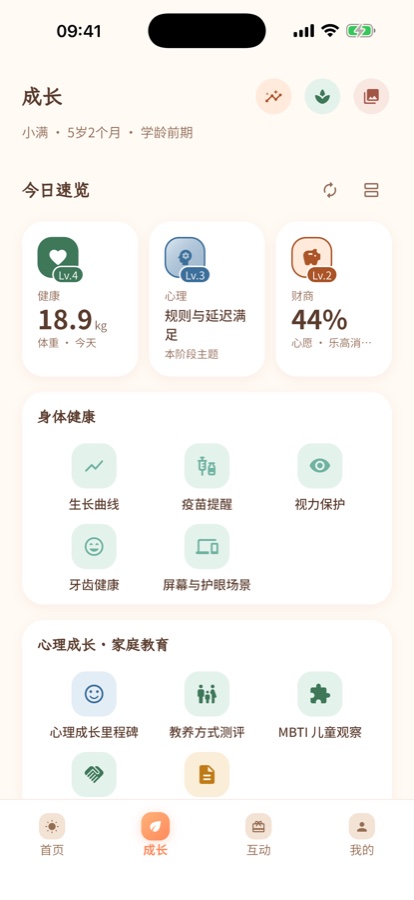 09:41
成长
小满 · 5岁2个月 · 学龄前期
今日速览
Lv.4
健康
18.9kg
体重 · 今天
Lv.3
心理
规则与延迟满
足
本阶段主题
Lv.2
财商
44%
心愿 · 乐高消…
身体健康
生长曲线
疫苗提醒
视力保护
牙齿健康
屏幕与护眼场景
心理成长·家庭教育
心理成长里程碑
教养方式测评
MBTI 儿童观察
首页
成长
互动
我的